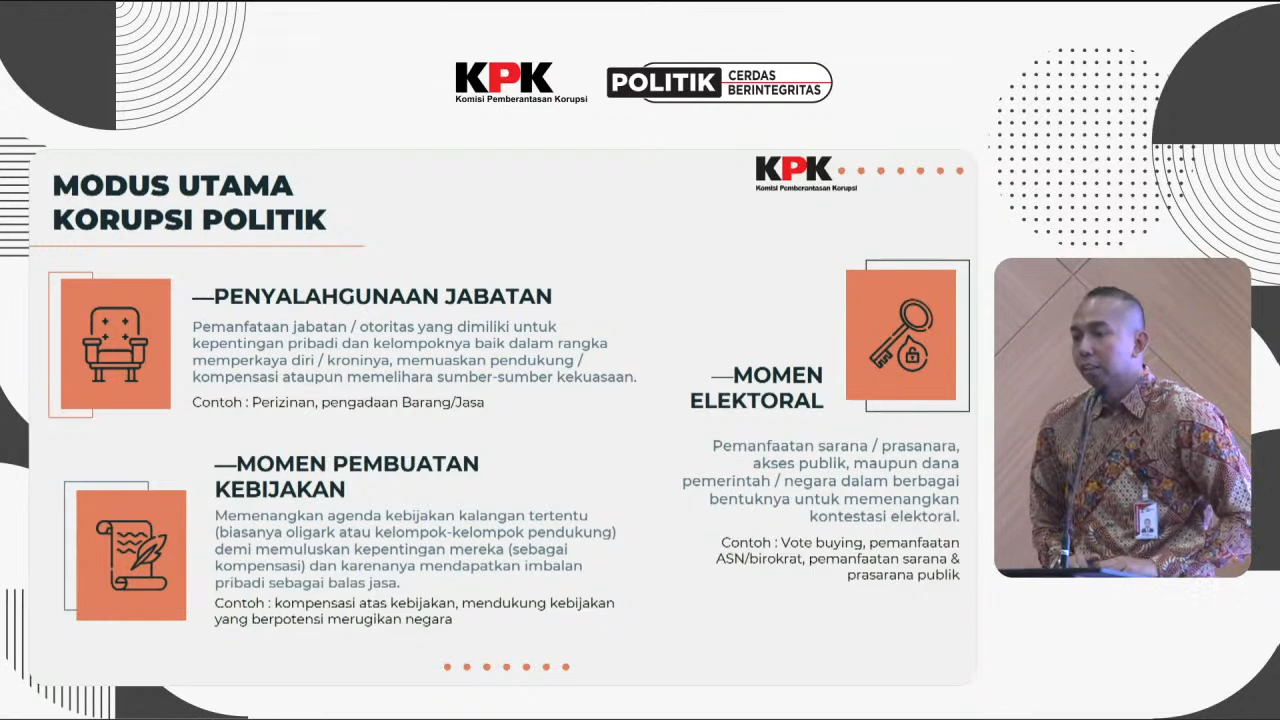 KPK
Komisi Pemberantasan Korupsi
POLITIK
CERDAS
BERINTEGRITAS
KPK
Komisi Pemberantasan Korupsi
MODUS UTAMA
KORUPSI POLITIK
—PENYALAHGUNAAN JABATAN
Pemanfataan jabatan / otoritas yang dimiliki untuk
kepentingan pribadi dan kelompoknya baik dalam rangka
memperkaya diri / kroninya, memuaskan pendukung /
kompensasi ataupun memelihara sumber-sumber kekuasaan.
Contoh : Perizinan, pengadaan Barang/Jasa
—MOMEN PEMBUATAN
KEBIJAKAN
Memenangkan agenda kebijakan kalangan tertentu
(biasanya oligark atau kelompok-kelompok pendukung)
demi memuluskan kepentingan mereka (sebagai
kompensasi) dan karenanya mendapatkan imbalan
pribadi sebagai balas jasa.
Contoh : kompensasi atas kebijakan, mendukung kebijakan
yang berpotensi merugikan negara
—MOMEN
ELEKTORAL
Pemanfaatan sarana / prasanara,
akses publik, maupun dana
pemerintah / negara dalam berbagai
bentuknya untuk memenangkan
kontestasi elektoral.
Contoh : Vote buying, pemanfaatan
ASN/birokrat, pemanfaatan sarana &
prasarana publik